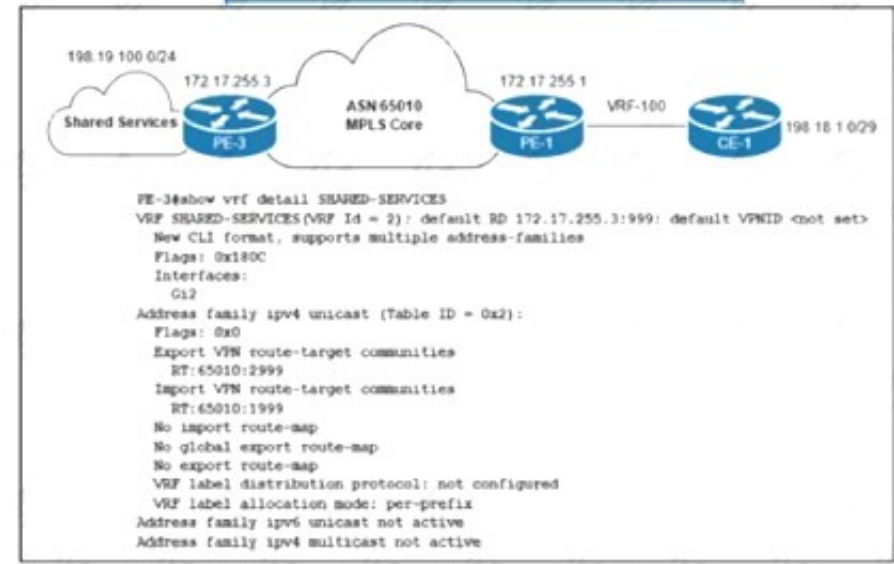 198.19 100 0/24
172 17 255 3
172 17 255 1
ASN 65010
MPLS Core
VRF-100
Shared Services
198 18 1 0/29
PE-3
PE-1
CE-1
PE-3#show vrf detail SHARED-SERVICES
VRF SHARED-SERVICES(VRF Id = 2); default RD 172.17.255.3:999; default VPNID <not set>
New CLI format, supports multiple address-families
Flags: 0x180C
Interfaces:
Gi2
Address family ipv4 unicast (Table ID = 0x2):
Flags: 0x0
Export VPN route-target communities
RT:65010:2999
Import VPN route-target communities
RT:65010:1999
No import route-map
No global export route-map
No export route-map
VRF label distribution protocol: not configured
VRF label allocation mode: per-prefix
Address family ipv6 unicast not active
Address family ipv4 multicast not active